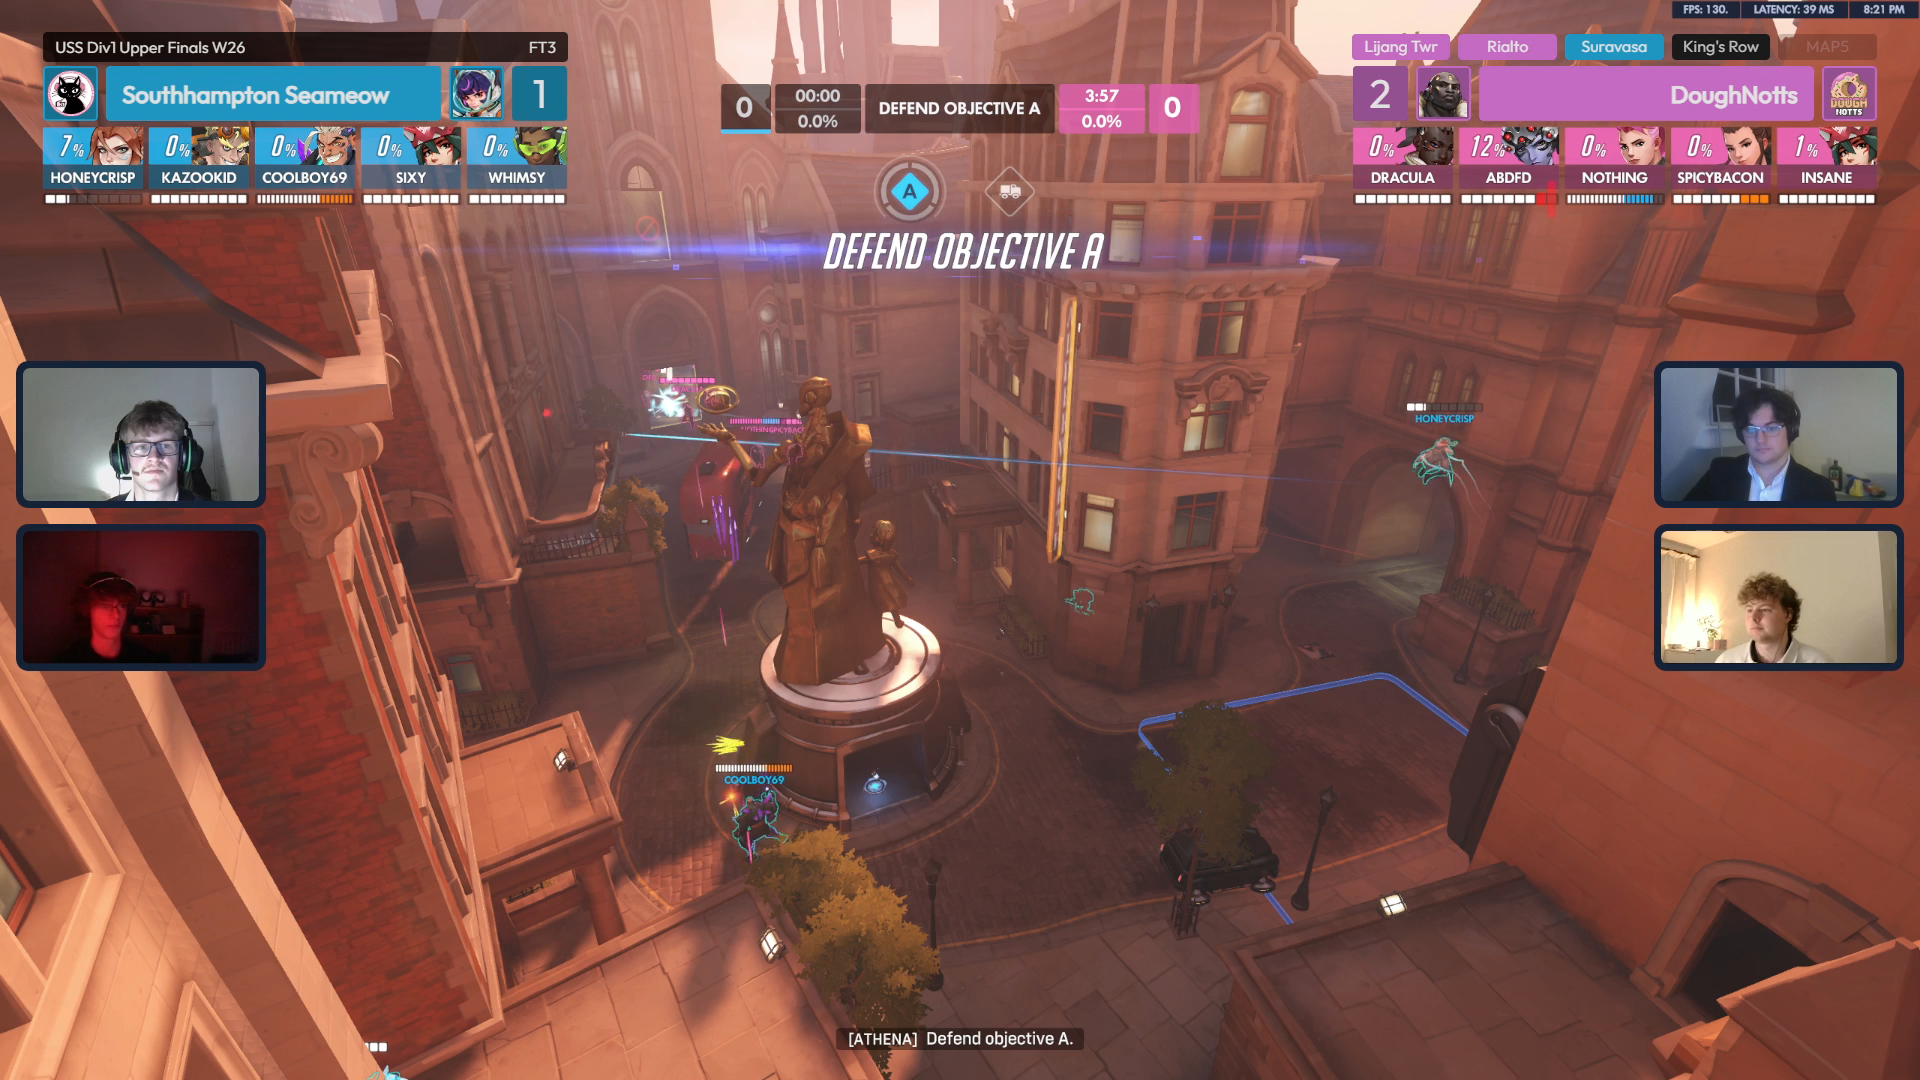 FPS: 130. LATENCY: 39 MS 8:21 PM
USS Div1 Upper Finals W26 FT3
Lijang Twr Rialto Suravasa King's Row MAP5
Southhampton Seameow 1
0 00:00 0.0% DEFEND OBJECTIVE A 3:57 0.0% 0
2 DoughNotts
DOUGH NOTTS
7% 0% 0% 0% 0%
HONEYCRISP KAZOOKID COOLBOY69 SIXY WHIMSY
0% 12% 0% 0% 1%
DRACULA ABDFD NOTHING SPICYBACON INSANE
A
DEFEND OBJECTIVE A
HONEYCRISP
COOLBOY69
[ATHENA] Defend objective A.